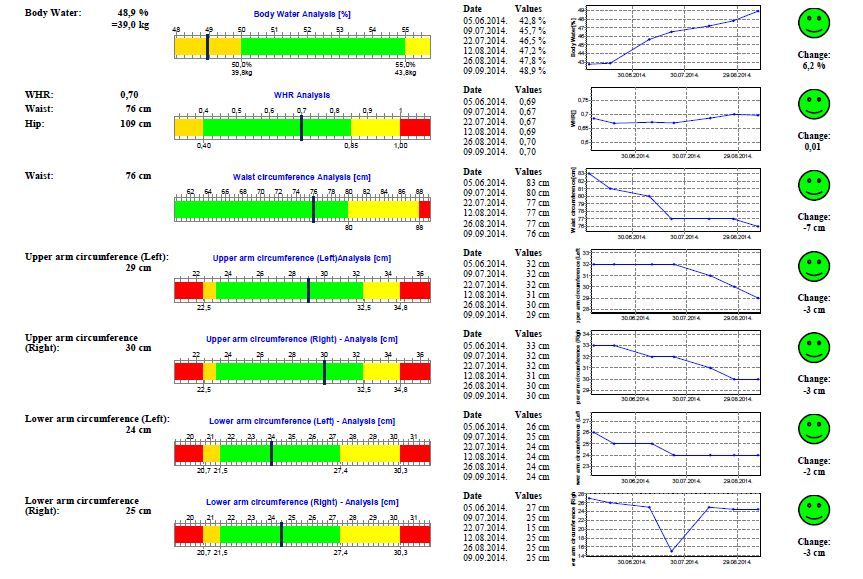 Body Water: 48,9 %
=39,0 kg
Body Water Analysis [%]
48 49 50 51 52 53 54 55
50,0% 55,0%
39,8kg 43,8kg
Date Values
05.06.2014. 42,8 %
09.07.2014. 45,7 %
22.07.2014. 46,5 %
12.08.2014. 47,2 %
26.08.2014. 47,8 %
09.09.2014. 48,9 %
Body Water[%]
49
48
47
46
45
44
43
30.06.2014. 30.07.2014. 29.08.2014.
Change:
6,2 %
WHR: 0,70
Waist: 76 cm
Hip: 109 cm
WHR Analysis
0,4 0,5 0,6 0,7 0,8 0,9 1
0,40 0,85 1,00
Date Values
05.06.2014. 0,69
09.07.2014. 0,67
22.07.2014. 0,67
12.08.2014. 0,69
26.08.2014. 0,70
09.09.2014. 0,70
WHR[]
0,75
0,7
0,65
0,6
30.06.2014. 30.07.2014. 29.08.2014.
Change:
0,01
Waist: 76 cm
Waist circumference Analysis [cm]
62 64 66 68 70 72 74 76 78 80 82 84 86 88
80 88
Date Values
05.06.2014. 83 cm
09.07.2014. 80 cm
22.07.2014. 77 cm
12.08.2014. 77 cm
26.08.2014. 77 cm
09.09.2014. 76 cm
Waist circumference[cm]
83
82
81
80
79
78
77
76
30.06.2014. 30.07.2014. 29.08.2014.
Change:
-7 cm
Upper arm circumference (Left):
29 cm
Upper arm circumference (Left)Analysis [cm]
22 24 26 28 30 32 34 36
22,5 32,5 34,8
Date Values
05.06.2014. 32 cm
09.07.2014. 32 cm
22.07.2014. 32 cm
12.08.2014. 31 cm
26.08.2014. 30 cm
09.09.2014. 29 cm
per arm circumference (Left
33
32
31
30
29
28
30.06.2014. 30.07.2014. 29.08.2014.
Change:
-3 cm
Upper arm circumference
(Right): 30 cm
Upper arm circumference (Right) - Analysis [cm]
22 24 26 28 30 32 34 36
22,5 32,5 34,8
Date Values
05.06.2014. 33 cm
09.07.2014. 32 cm
22.07.2014. 32 cm
12.08.2014. 31 cm
26.08.2014. 30 cm
09.09.2014. 30 cm
per arm circumference (Righ
34
33
32
31
30
29
30.06.2014. 30.07.2014. 29.08.2014.
Change:
-3 cm
Lower arm circumference (Left):
24 cm
Lower arm circumference (Left) - Analysis [cm]
20 21 22 23 24 25 26 27 28 29 30 31
20,7 21,5 27,4 30,3
Date Values
05.06.2014. 26 cm
09.07.2014. 25 cm
22.07.2014. 24 cm
12.08.2014. 24 cm
26.08.2014. 24 cm
09.09.2014. 24 cm
wer arm circumference (Left
27
26
25
24
23
30.06.2014. 30.07.2014. 29.08.2014.
Change:
-2 cm
Lower arm circumference
(Right): 25 cm
Lower arm circumference (Right) - Analysis [cm]
20 21 22 23 24 25 26 27 28 29 30 31
20,7 21,5 27,4 30,3
Date Values
05.06.2014. 27 cm
09.07.2014. 25 cm
22.07.2014. 15 cm
12.08.2014. 25 cm
26.08.2014. 25 cm
09.09.2014. 25 cm
er arm circumference (Righ
28
26
24
22
20
18
16
14
30.06.2014. 30.07.2014. 29.08.2014.
Change:
-3 cm